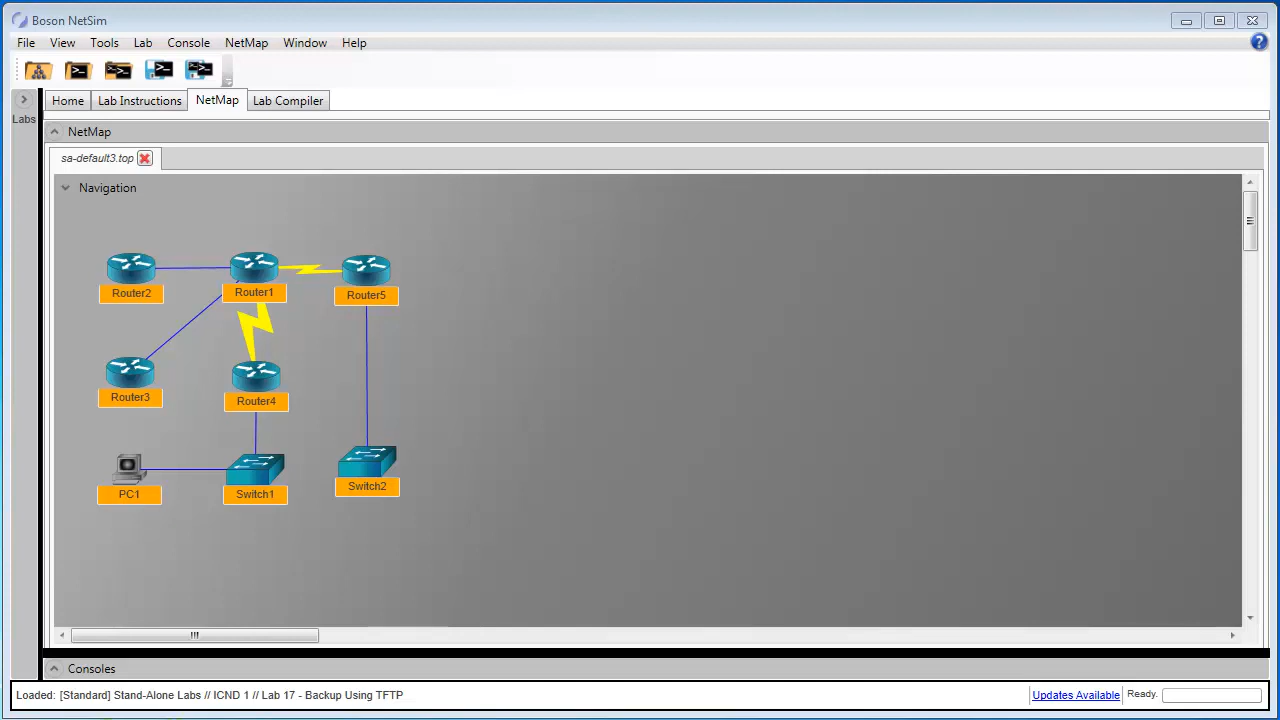 Boson NetSim
File View Tools Lab Console NetMap Window Help
Home Lab Instructions NetMap Lab Compiler
Labs
NetMap
sa-default3.top
Navigation
Router2 Router1 Router5
Router3 Router4
PC1 Switch1 Switch2
Consoles
Loaded: [Standard] Stand-Alone Labs // ICND 1 // Lab 17 - Backup Using TFTP Updates Available Ready.